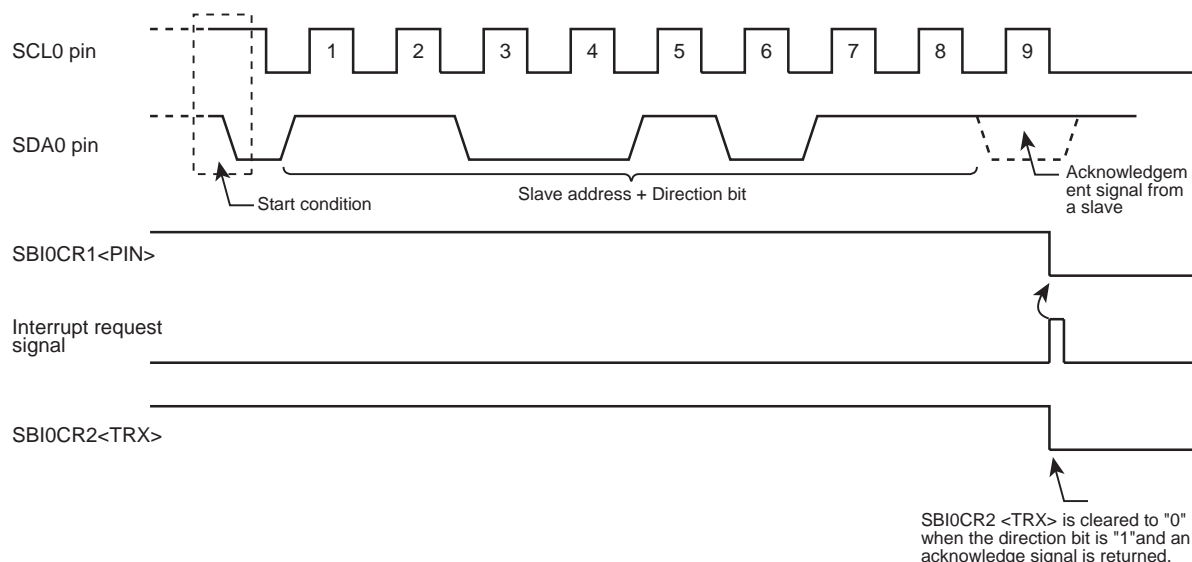 SCL0 pin
1 2 3 4 5 6 7 8 9
SDA0 pin
Start condition
Slave address + Direction bit
Acknowledgem
ent signal from
a slave
SBI0CR1<PIN>
Interrupt request
signal
SBI0CR2<TRX>
SBI0CR2 <TRX> is cleared to "0"
when the direction bit is "1"and an
acknowledge signal is returned.